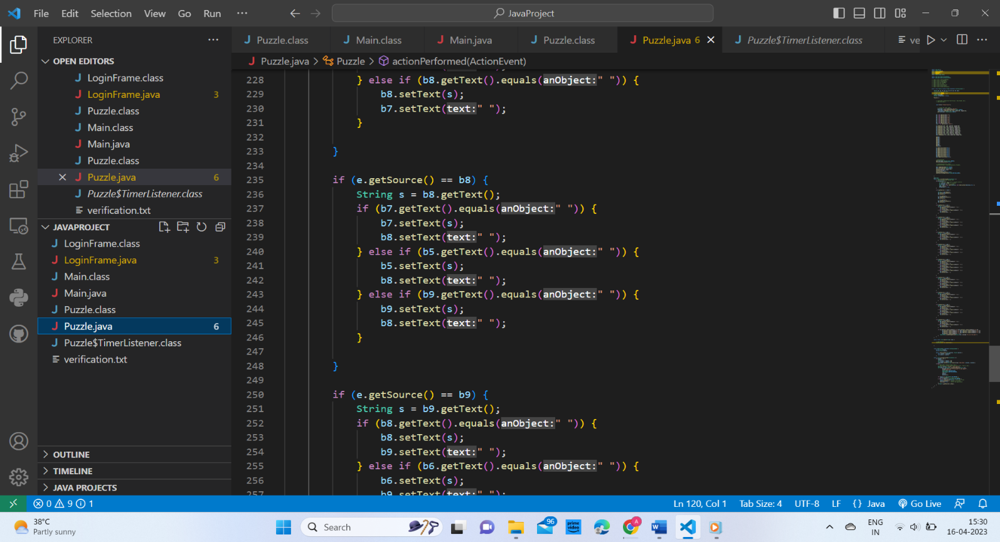 File Edit Selection View Go Run ··· JavaProject
EXPLORER ···
Puzzle.class Main.class Main.java Puzzle.class Puzzle.java 6 Puzzle$TimerListener.class ve ···
OPEN EDITORS
LoginFrame.class
LoginFrame.java 3
Puzzle.class
Main.class
Main.java
Puzzle.class
Puzzle.java 6
Puzzle$TimerListener.class
verification.txt
JAVAPROJECT
LoginFrame.class
LoginFrame.java 3
Main.class
Main.java
Puzzle.class
Puzzle.java 6
Puzzle$TimerListener.class
verification.txt
OUTLINE
TIMELINE
JAVA PROJECTS
Puzzle.java > Puzzle > actionPerformed(ActionEvent)
228 } else if (b8.getText().equals(anObject:" ")) {
229 b8.setText(s);
230 b7.setText(text:" ");
231 }
232
233 }
234
235 if (e.getSource() == b8) {
236 String s = b8.getText();
237 if (b7.getText().equals(anObject:" ")) {
238 b7.setText(s);
239 b8.setText(text:" ");
240 } else if (b5.getText().equals(anObject:" ")) {
241 b5.setText(s);
242 b8.setText(text:" ");
243 } else if (b9.getText().equals(anObject:" ")) {
244 b9.setText(s);
245 b8.setText(text:" ");
246 }
247
248 }
249
250 if (e.getSource() == b9) {
251 String s = b9.getText();
252 if (b8.getText().equals(anObject:" ")) {
253 b8.setText(s);
254 b9.setText(text:" ");
255 } else if (b6.getText().equals(anObject:" ")) {
256 b6.setText(s);
257 b9.setText(text:" ");
0 9 1 Ln 120, Col 1 Tab Size: 4 UTF-8 LF {} Java Go Live
38°C
Partly sunny
Search
96
prime video
A
W
ENG
IN
15:30
16-04-2023